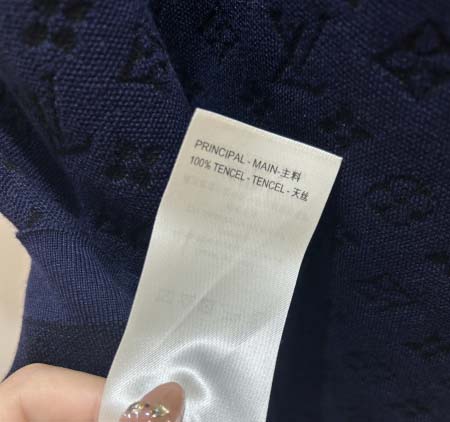 PRINCIPAL - MAIN-主料
100% TENCEL - TENCEL - 天丝